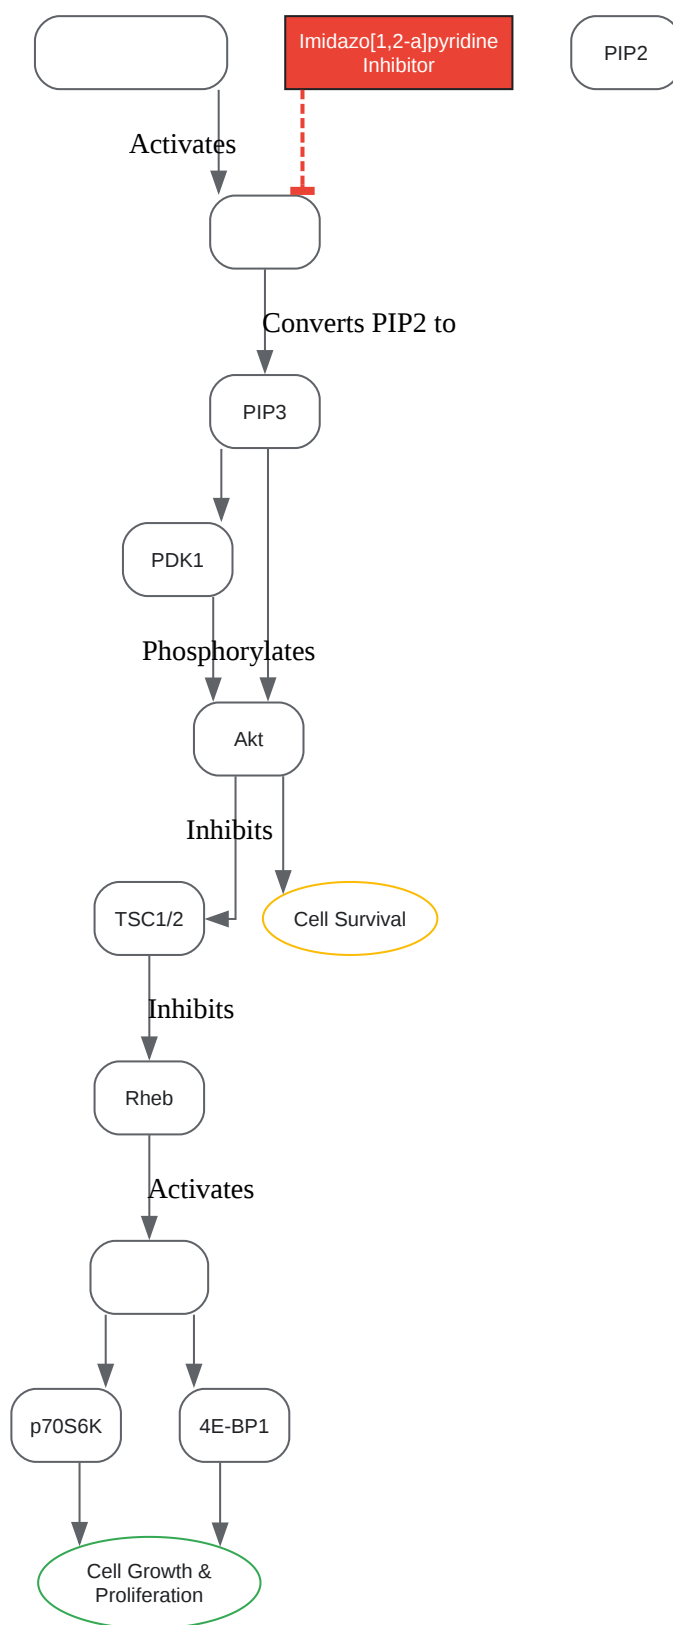 Imidazo[1,2-a]pyridine
Inhibitor
PIP2
Activates
Converts PIP2 to
PIP3
PDK1
Phosphorylates
Akt
Inhibits
TSC1/2
Cell Survival
Inhibits
Rheb
Activates
p70S6K
4E-BP1
Cell Growth &
Proliferation